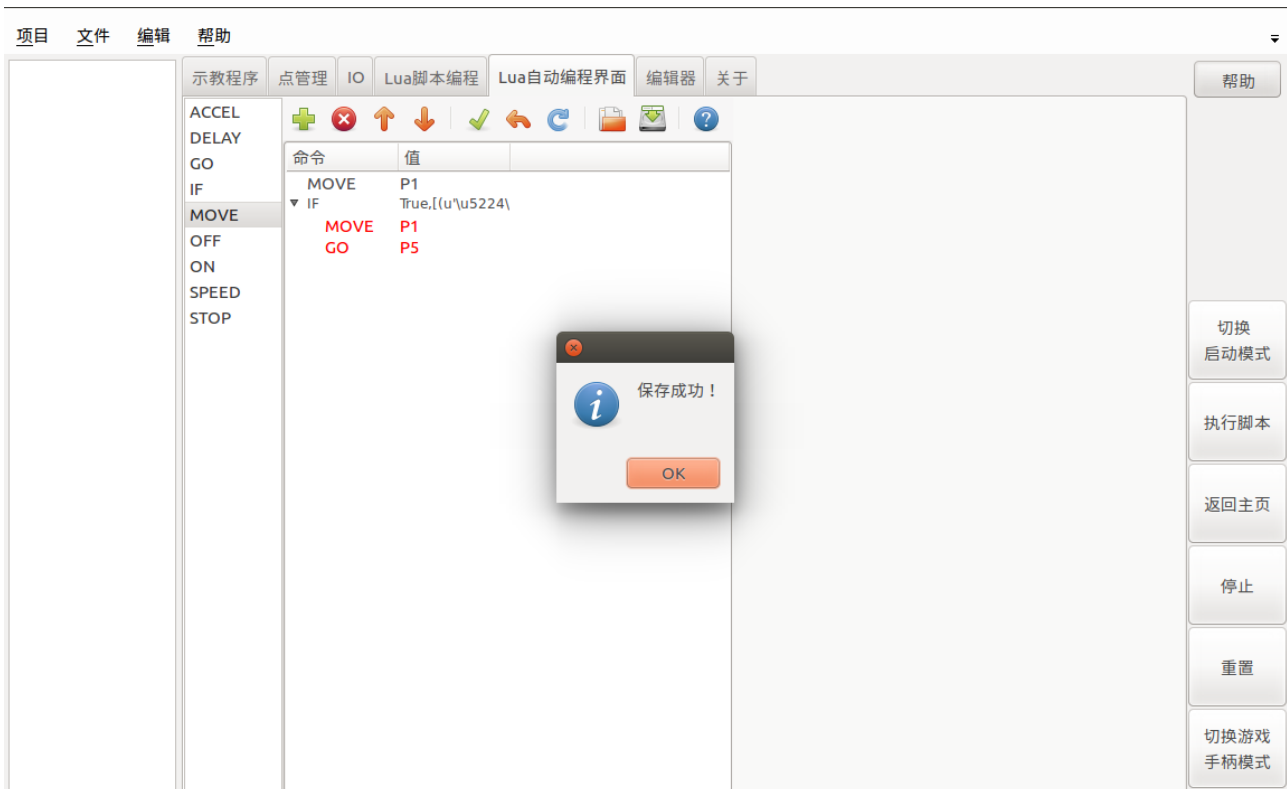 项目 文件 编辑 帮助
示教程序 点管理 IO Lua脚本编程 Lua自动编程界面 编辑器 关于
帮助
ACCEL
DELAY
GO
IF
MOVE
OFF
ON
SPEED
STOP
命令 值
MOVE P1
IF True,[(u'\u5224\
MOVE P1
GO P5
保存成功！
OK
切换
启动模式
执行脚本
返回主页
停止
重置
切换游戏
手柄模式